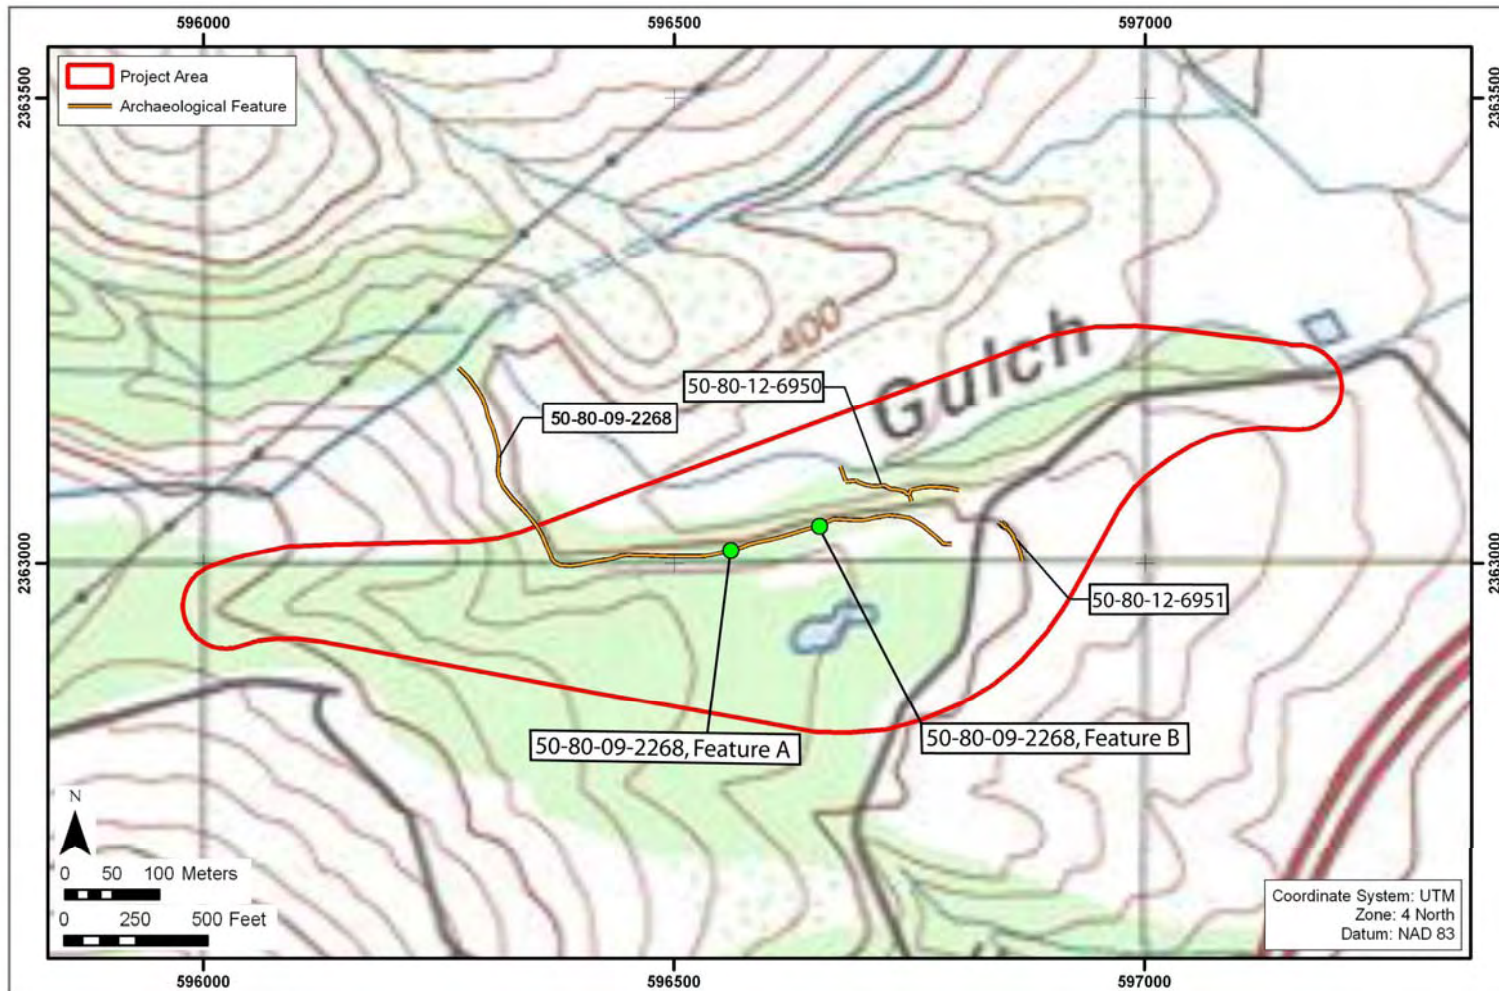 596000
596500
597000
2363500
2363500
Project Area
Archaeological Feature
400
Gulch
50-80-12-6950
50-80-09-2268
2363000
2363000
50-80-12-6951
50-80-09-2268, Feature A
50-80-09-2268, Feature B
N
0 50 100 Meters
0 250 500 Feet
Coordinate System: UTM
Zone: 4 North
Datum: NAD 83
596000
596500
597000